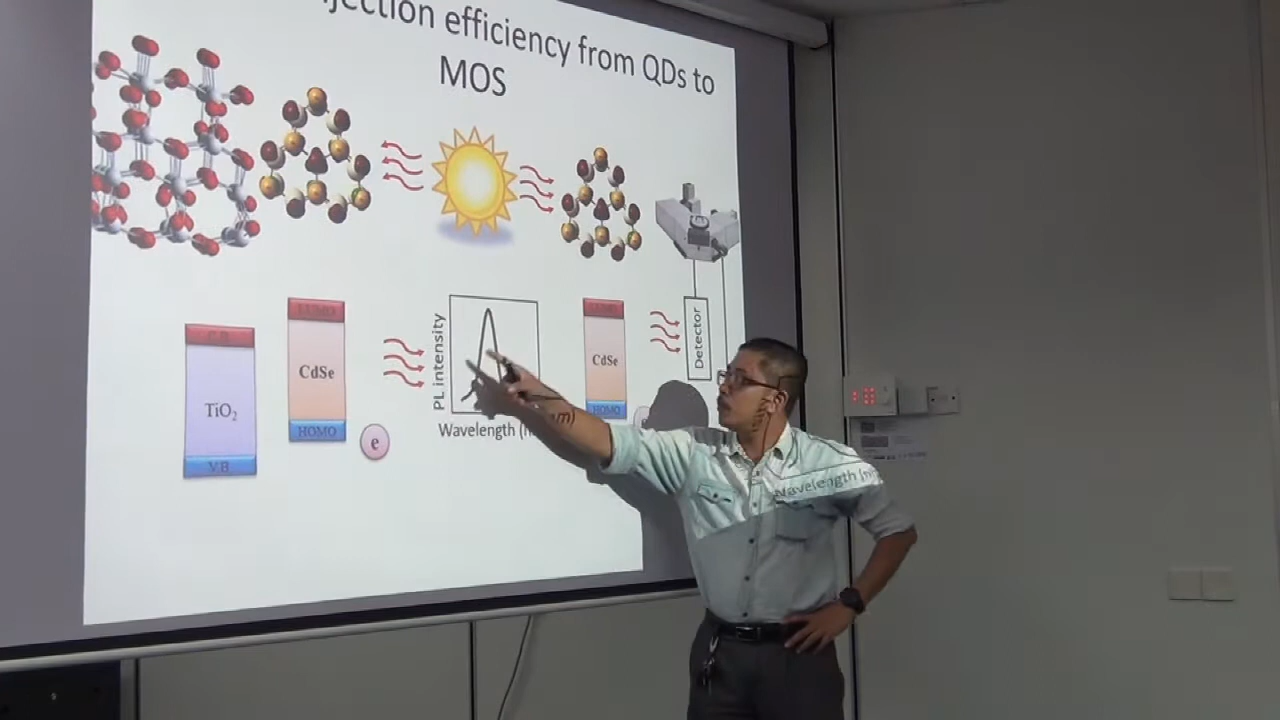 jection efficiency from QDs to
MOS
LUMO
C.B
CdSe
TiO2
HOMO
V.B
e
PL intensity
Wavelength (n
m)
CdSe
HOMO
Detector
Wavelength (n